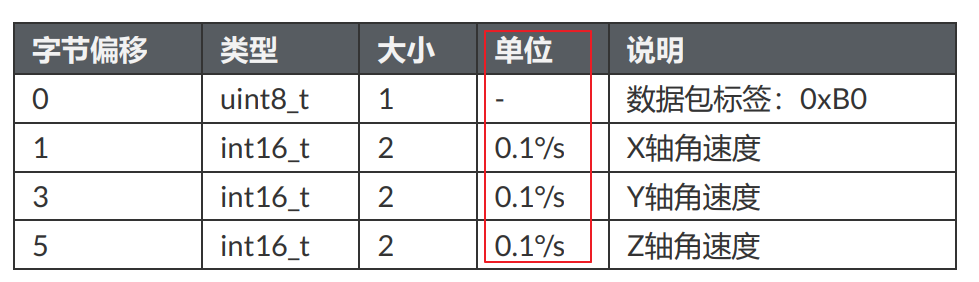 字节偏移 类型 大小 单位 说明
0 uint8_t 1 - 数据包标签：0xB0
1 int16_t 2 0.1°/s X轴角速度
3 int16_t 2 0.1°/s Y轴角速度
5 int16_t 2 0.1°/s Z轴角速度